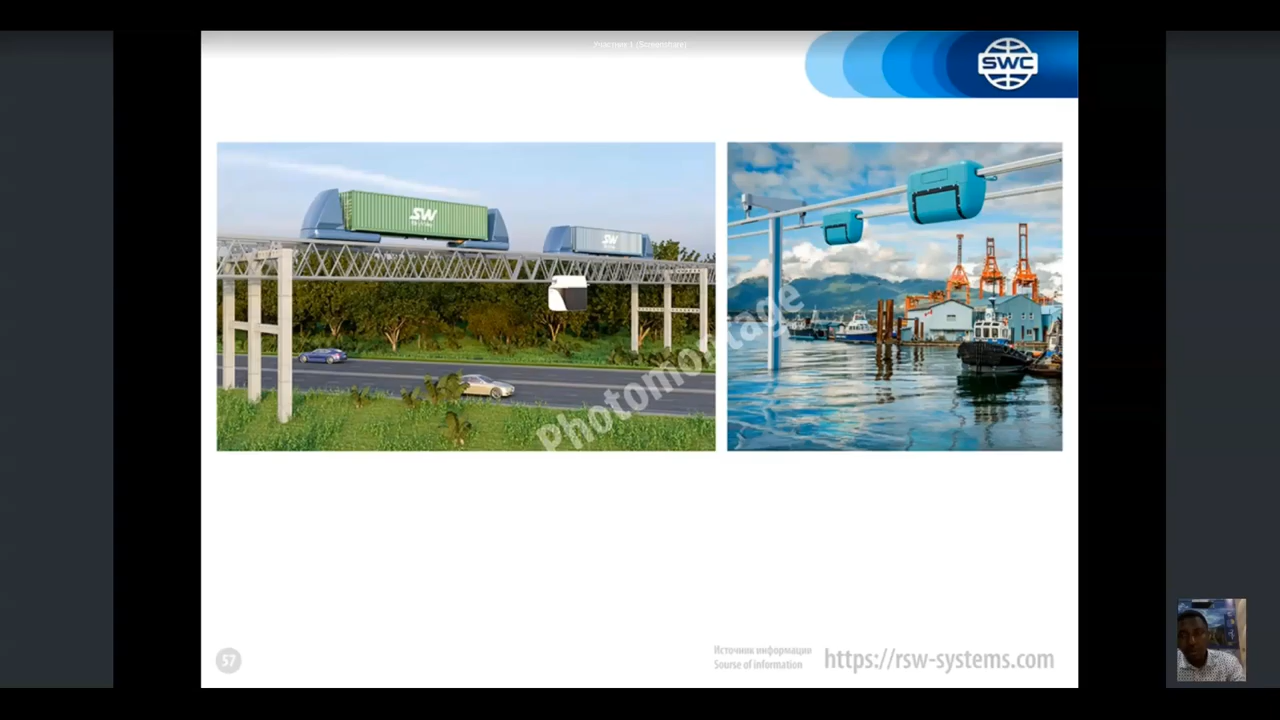 Участник 1 (Screenshare)
SWC
SW
SW
Photomontage
57
Источник информации
Sourse of information
https://rsw-systems.com